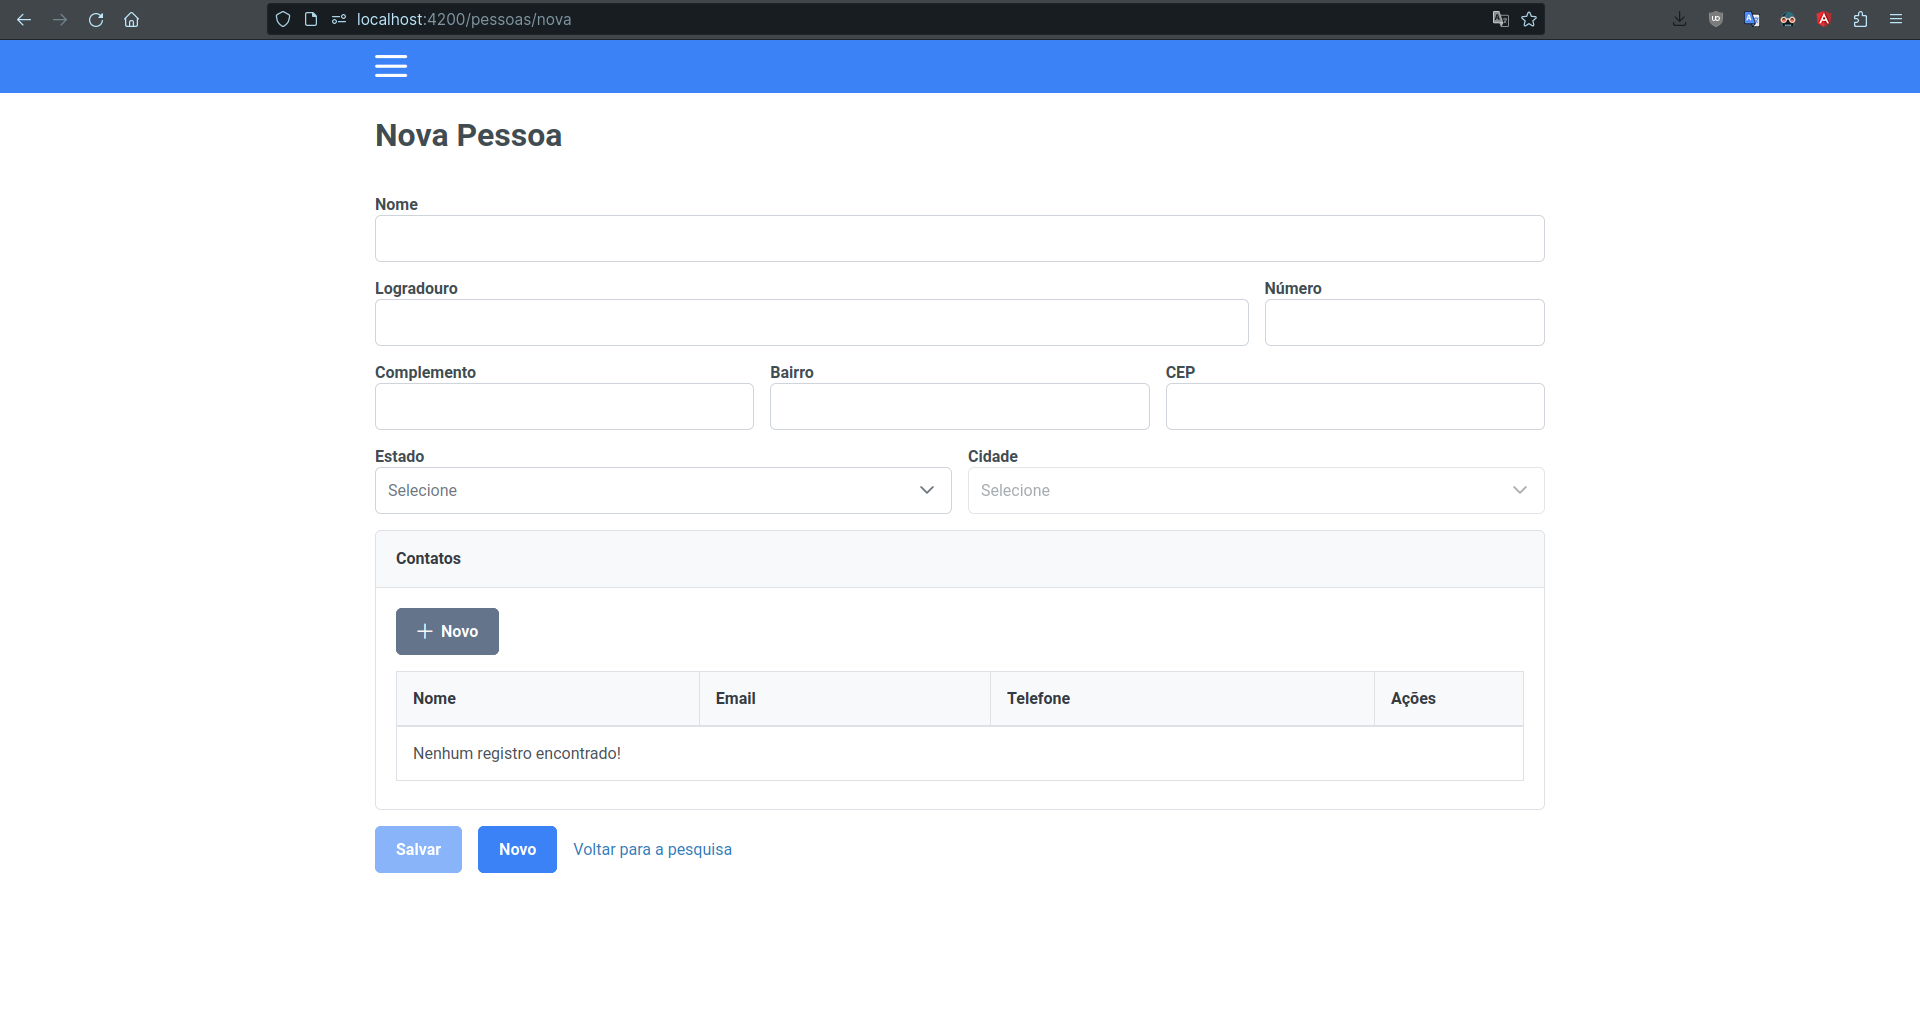 localhost:4200/pessoas/nova
Nova Pessoa
Nome
Logradouro Número
Complemento Bairro CEP
Estado Cidade
Selecione Selecione
Contatos
Novo
Nome Email Telefone Ações
Nenhum registro encontrado!
Salvar Novo Voltar para a pesquisa